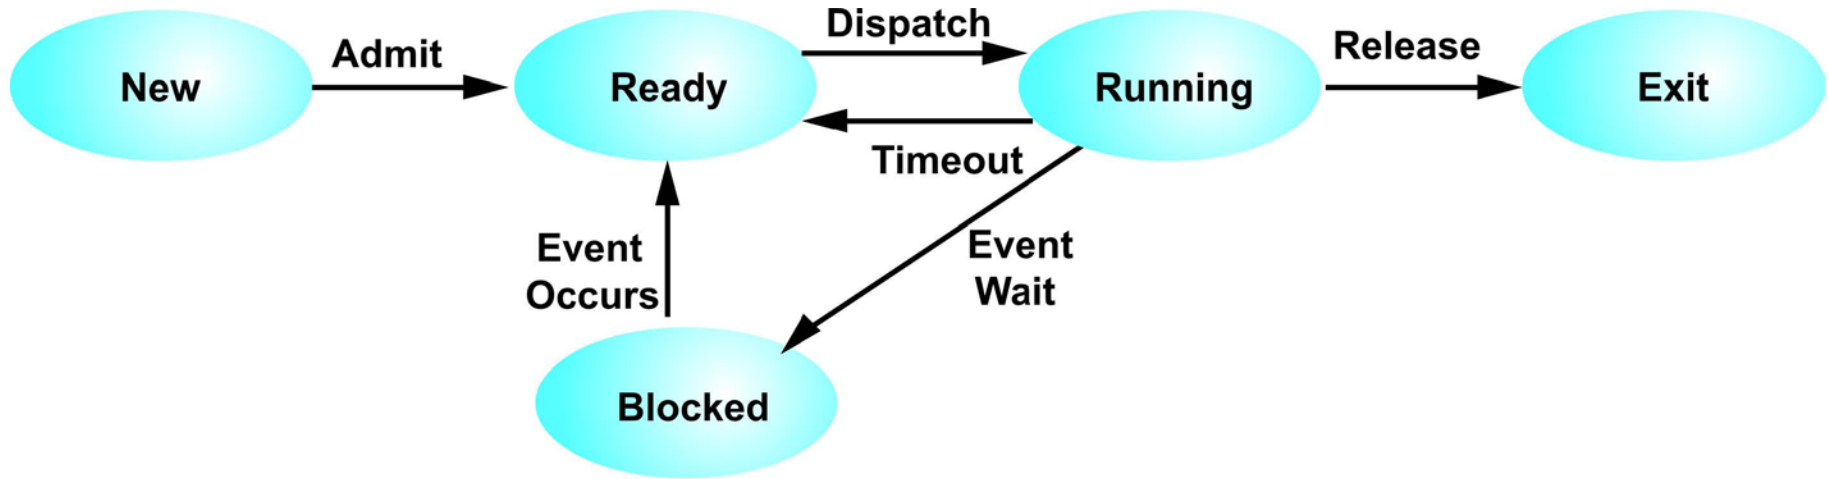 New
Admit
Ready
Dispatch
Running
Release
Exit
Timeout
Event
Occurs
Event
Wait
Blocked